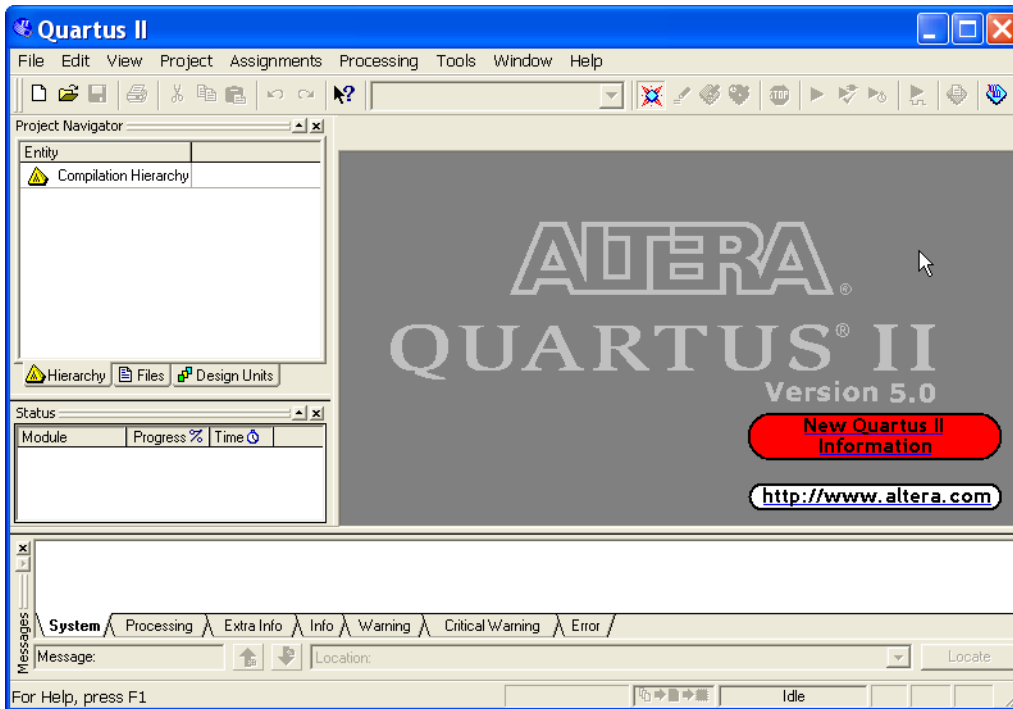 Quartus II
File Edit View Project Assignments Processing Tools Window Help
STOP
Project Navigator
Entity
Compilation Hierarchy
Hierarchy Files Design Units
Status
Module Progress % Time
ALTERA®
QUARTUS® II
Version 5.0
New Quartus II
Information
http://www.altera.com
Messages
System Processing Extra Info Info Warning Critical Warning Error
Message: Location: Locate
For Help, press F1 Idle